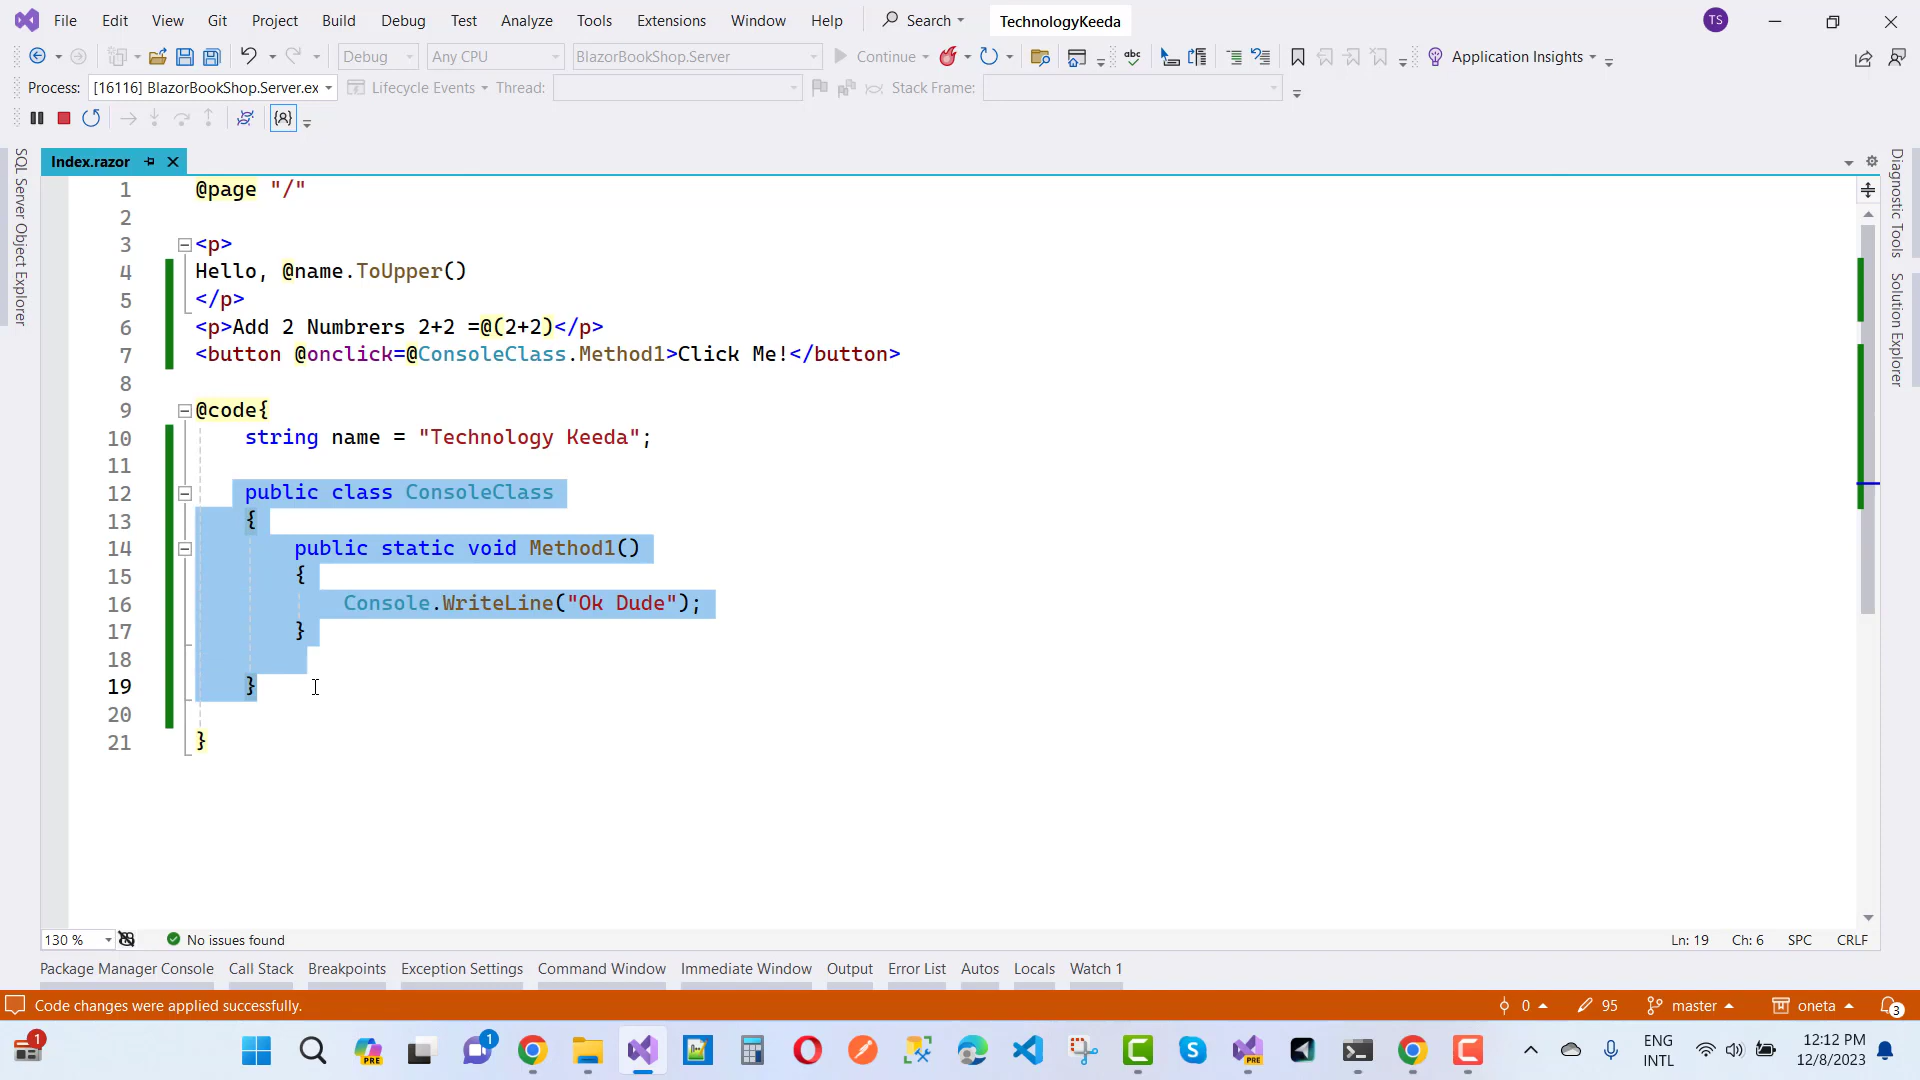 File Edit View Git Project Build Debug Test Analyze Tools Extensions Window Help Search TechnologyKeeda TS
Debug Any CPU BlazorBookShop.Server Continue abc Application Insights
Process: [16116] BlazorBookShop.Server.ex Lifecycle Events Thread: Stack Frame:
Index.razor
SQL Server Object Explorer
Diagnostic Tools
Solution Explorer
1 @page "/"
2
3 <p>
4 Hello, @name.ToUpper()
5 </p>
6 <p>Add 2 Numbrers 2+2 =@(2+2)</p>
7 <button @onclick=@ConsoleClass.Method1>Click Me!</button>
8
9 @code{
10 string name = "Technology Keeda";
11
12 public class ConsoleClass
13 {
14 public static void Method1()
15 {
16 Console.WriteLine("Ok Dude");
17 }
18
19 }
20
21 }
130 % No issues found Ln: 19 Ch: 6 SPC CRLF
Package Manager Console Call Stack Breakpoints Exception Settings Command Window Immediate Window Output Error List Autos Locals Watch 1
Code changes were applied successfully. 0 95 master oneta 3
1 PRE 1 PRE ENG INTL 12:12 PM
12/8/2023